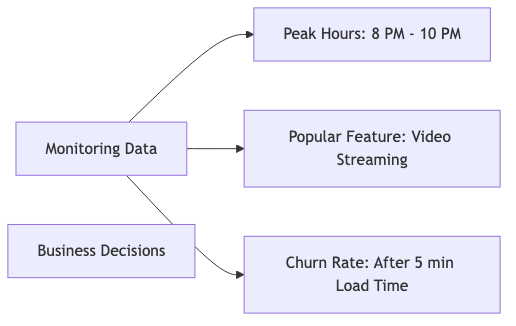 Peak Hours: 8 PM - 10 PM
Monitoring Data
Popular Feature: Video
Streaming
Business Decisions
Churn Rate: After 5 min
Load Time